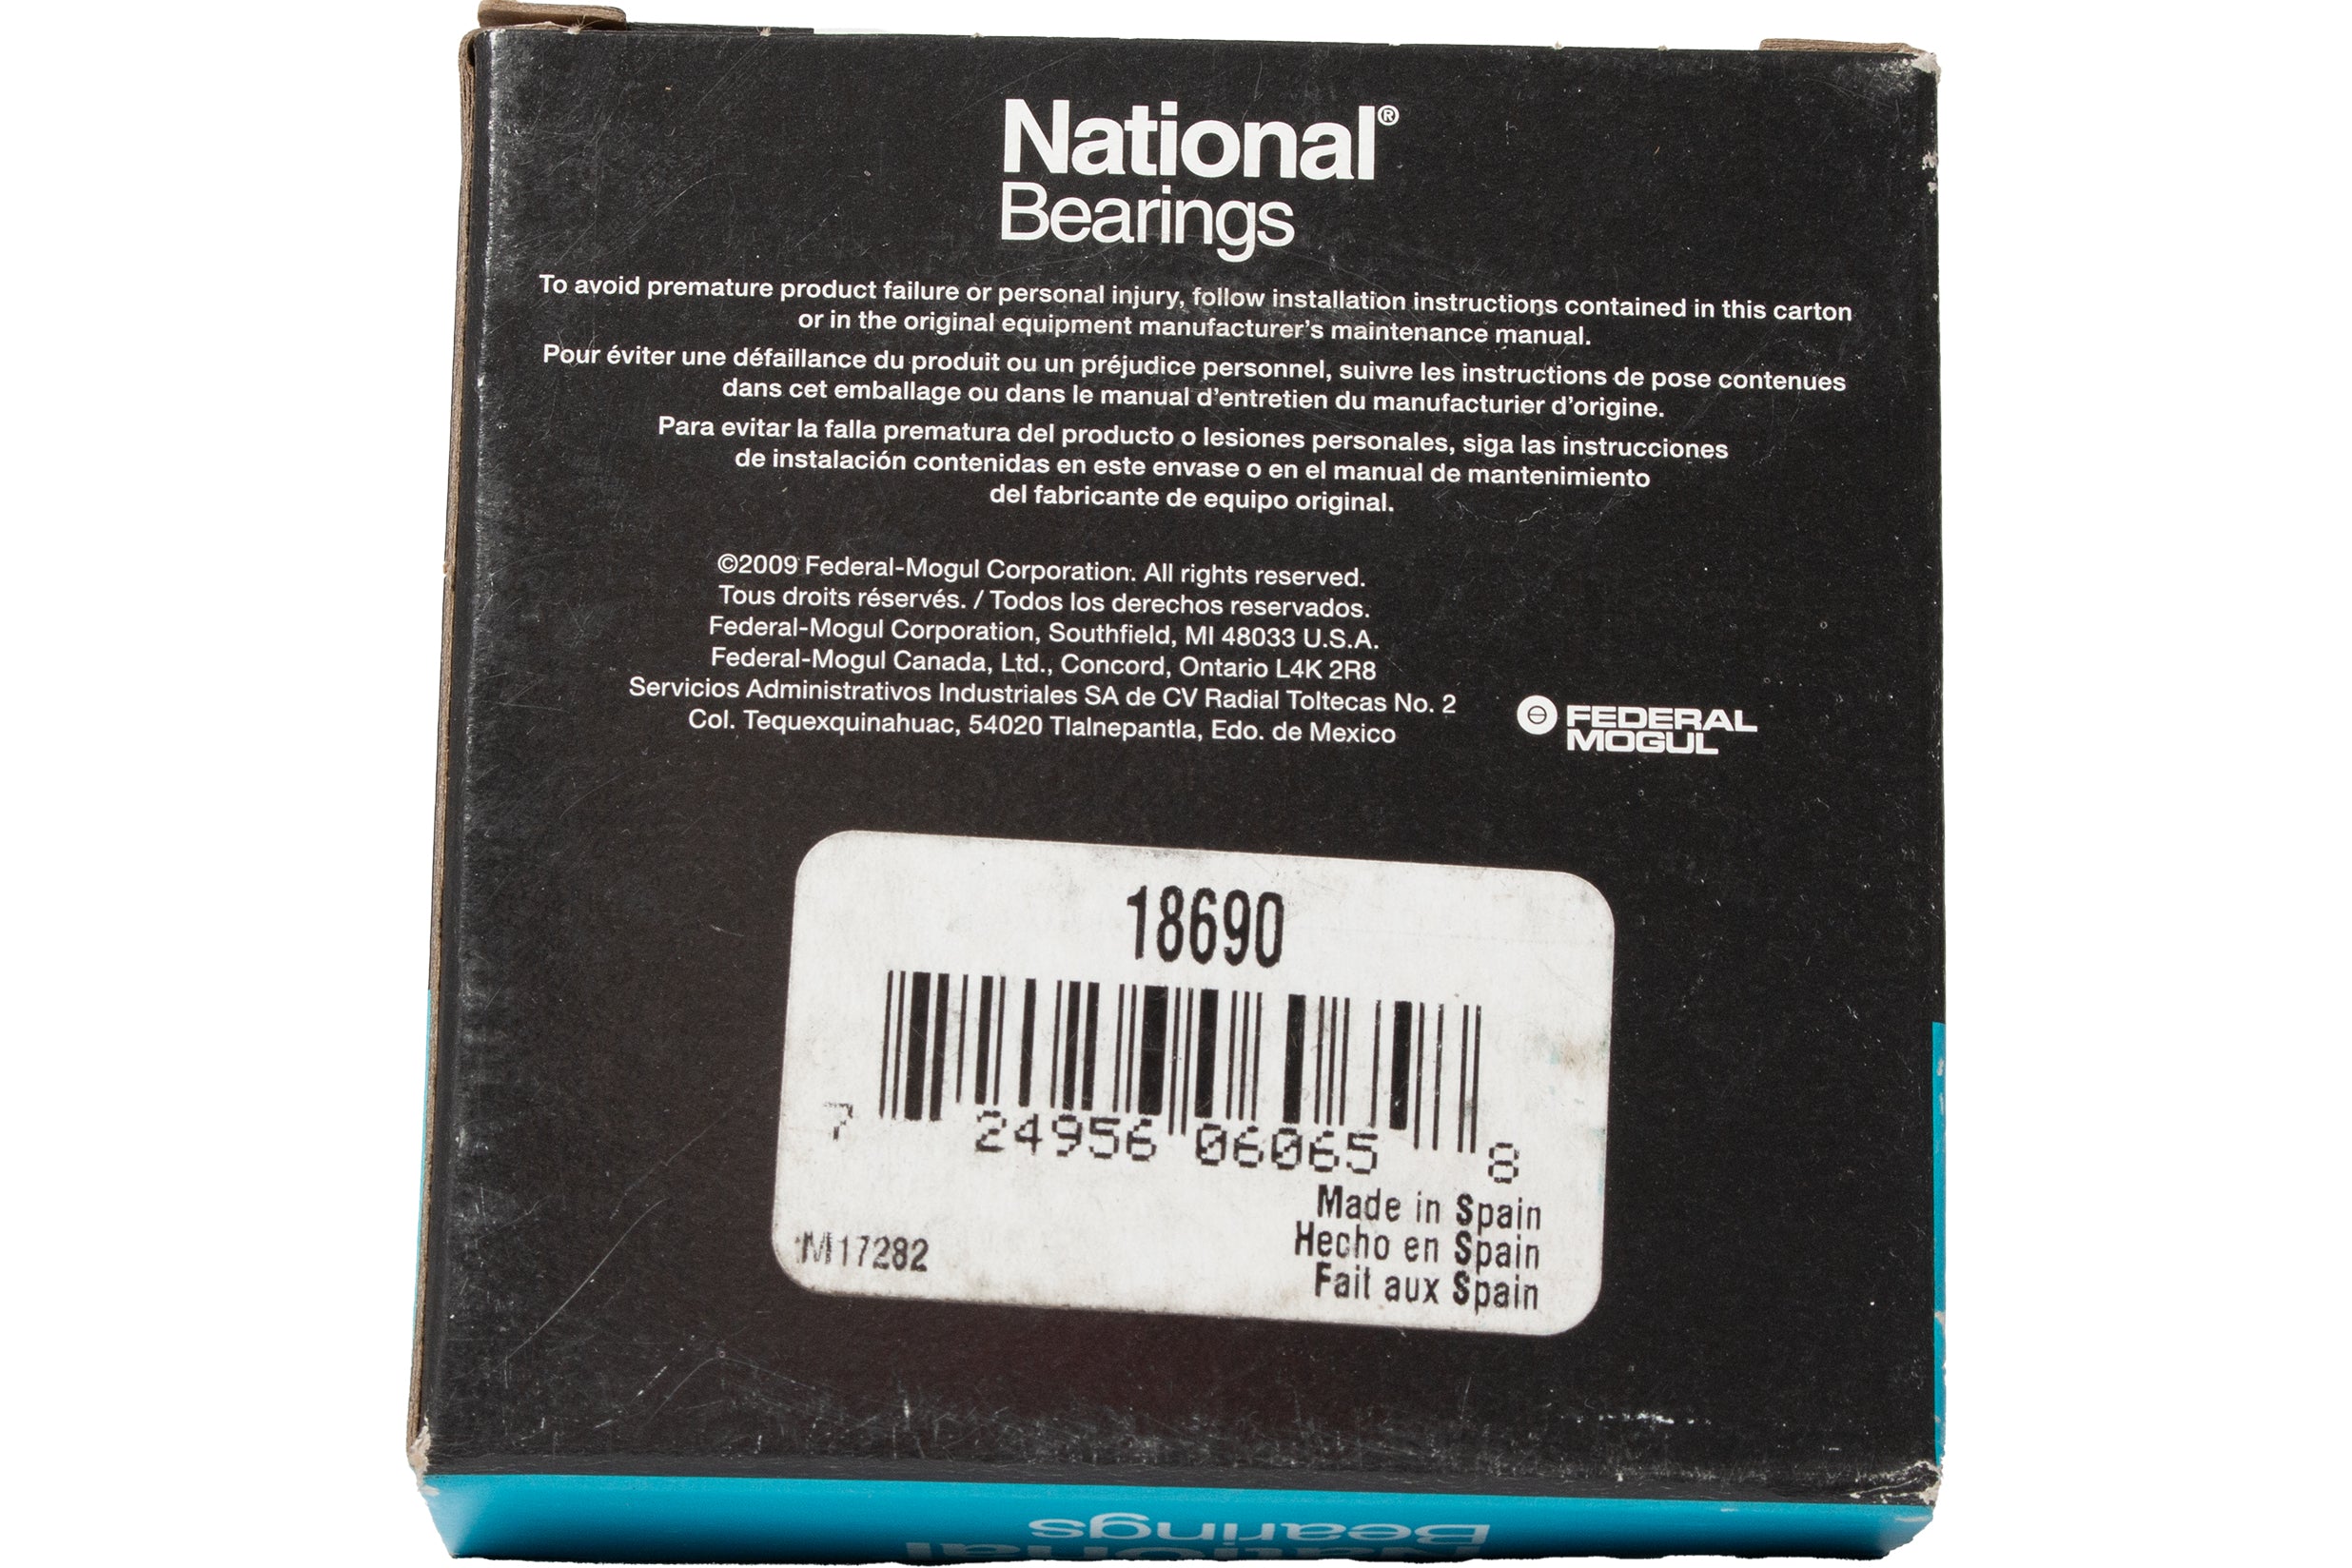 National®
Bearings
To avoid premature product failure or personal injury, follow installation instructions contained in this carton
or in the original equipment manufacturer's maintenance manual.
Pour éviter une défaillance du produit ou un préjudice personnel, suivre les instructions de pose contenues
dans cet emballage ou dans le manual d'entretien du manufacturier d'origine.
Para evitar la falla prematura del producto o lesiones personales, siga las instrucciones
de instalación contenidas en este envase o en el manual de mantenimiento
del fabricante de equipo original.
©2009 Federal-Mogul Corporation. All rights reserved.
Tous droits réservés. / Todos los derechos reservados.
Federal-Mogul Corporation, Southfield, MI 48033 U.S.A.
Federal-Mogul Canada, Ltd., Concord, Ontario L4K 2R8
Servicios Administrativos Industriales SA de CV Radial Toltecas No. 2
Col. Tequexquinahuac, 54020 Tlalnepantla, Edo. de Mexico
FEDERAL
MOGUL
18690
7 24956 06065 8
Made in Spain
Hecho en Spain
Fait aux Spain
M17282
Bearings
National